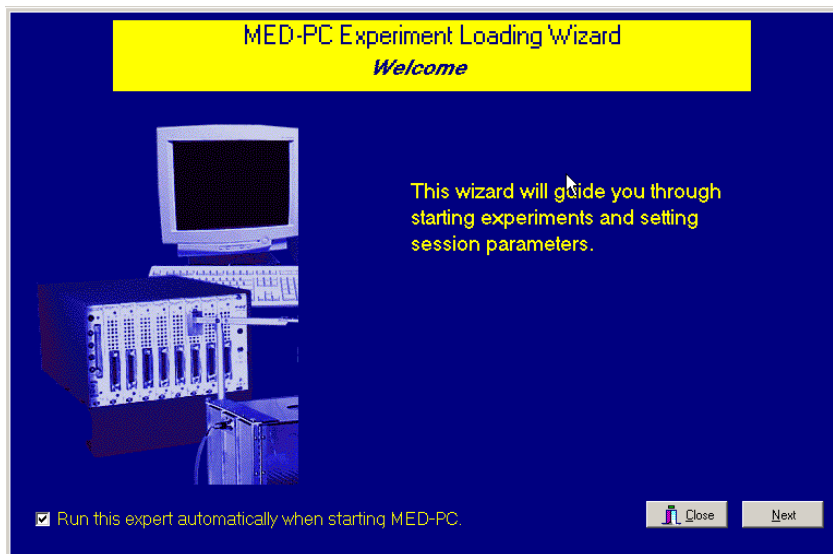 MED-PC Experiment Loading Wizard
Welcome
This wizard will guide you through
starting experiments and setting
session parameters.
Run this expert automatically when starting MED-PC.
Close
Next